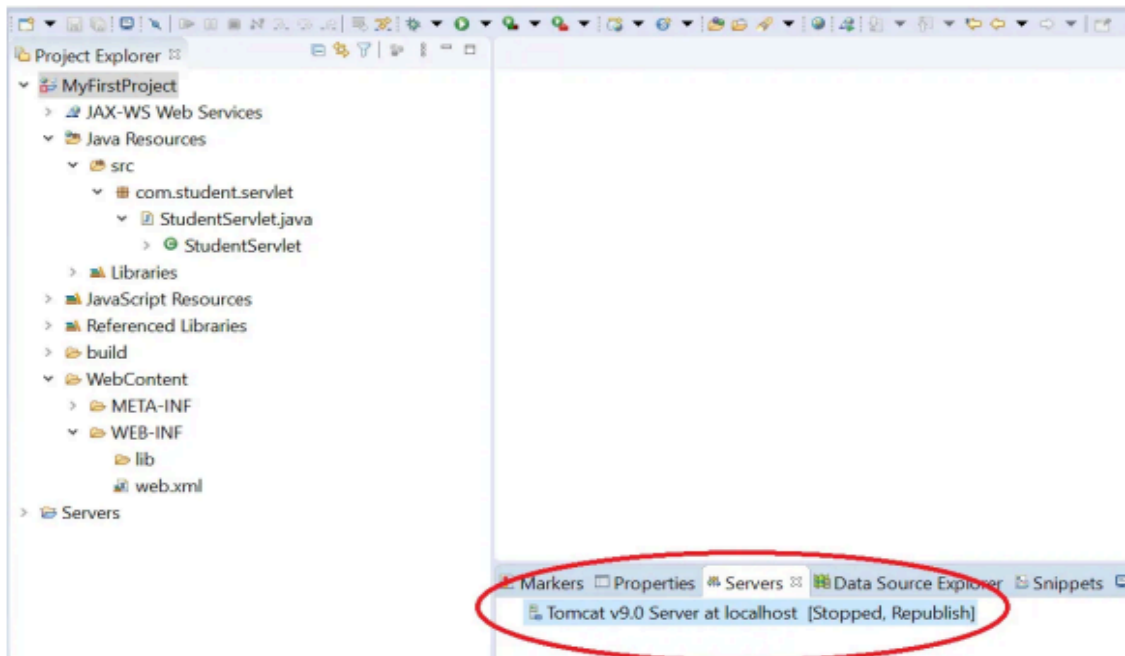 Project Explorer
MyFirstProject
JAX-WS Web Services
Java Resources
src
com.student.servlet
StudentServlet.java
StudentServlet
Libraries
JavaScript Resources
Referenced Libraries
build
WebContent
META-INF
WEB-INF
lib
web.xml
Servers
Markers Properties Servers Data Source Explorer Snippets
Tomcat v9.0 Server at localhost [Stopped, Republish]